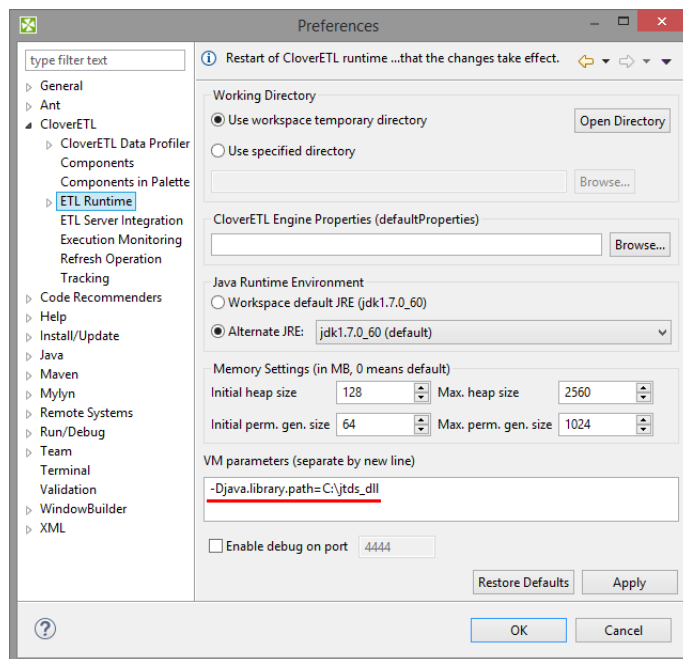 Preferences
type filter text
Restart of CloverETL runtime ...that the changes take effect.
General
Ant
CloverETL
CloverETL Data Profiler
Components
Components in Palette
ETL Runtime
ETL Server Integration
Execution Monitoring
Refresh Operation
Tracking
Code Recommenders
Help
Install/Update
Java
Maven
Mylyn
Remote Systems
Run/Debug
Team
Terminal
Validation
WindowBuilder
XML
Working Directory
Use workspace temporary directory
Open Directory
Use specified directory
Browse...
CloverETL Engine Properties (defaultProperties)
Browse...
Java Runtime Environment
Workspace default JRE (jdk1.7.0_60)
Alternate JRE: jdk1.7.0_60 (default)
Memory Settings (in MB, 0 means default)
Initial heap size 128 Max. heap size 2560
Initial perm. gen. size 64 Max. perm. gen. size 1024
VM parameters (separate by new line)
-Djava.library.path=C:\jtds_dll
Enable debug on port 4444
Restore Defaults Apply
? OK Cancel